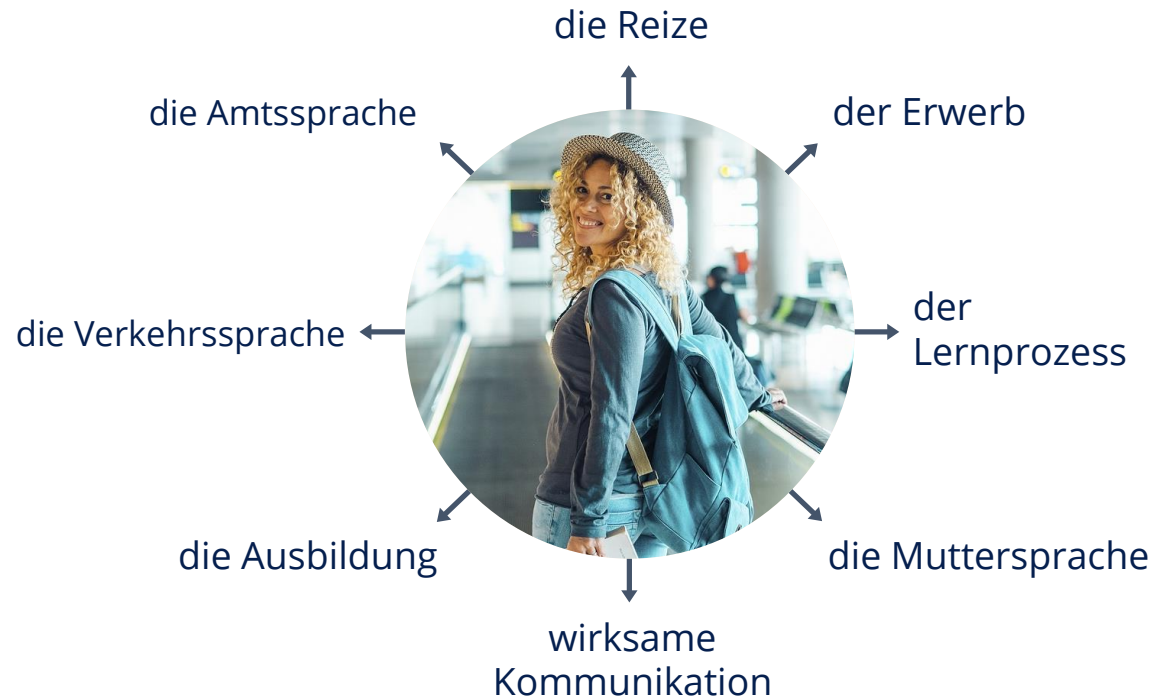 die Reize
die Amtssprache
der Erwerb
die Verkehrssprache
der
Lernprozess
die Ausbildung
die Muttersprache
wirksame
Kommunikation